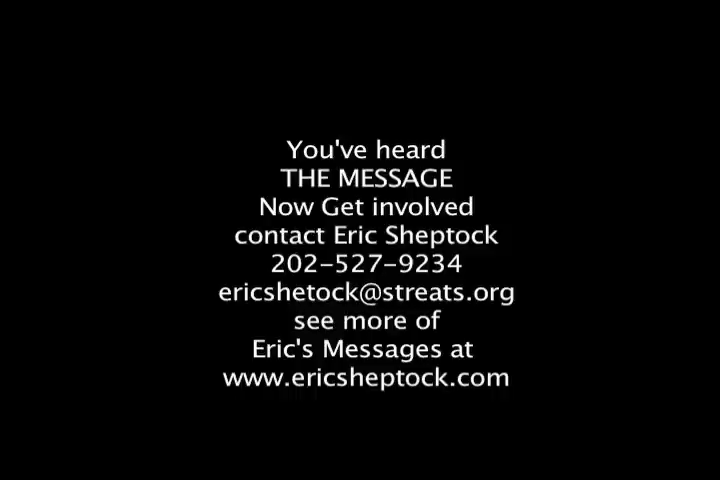 You've heard
THE MESSAGE
Now Get involved
contact Eric Sheptock
202-527-9234
ericshetock@streats.org
see more of
Eric's Messages at
www.ericsheptock.com